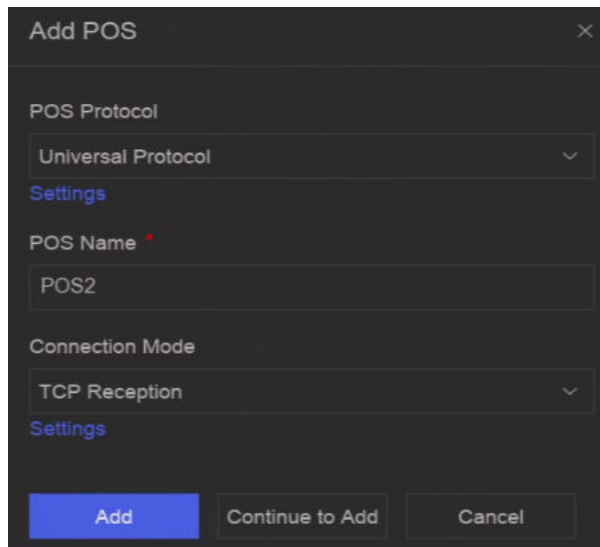 Add POS
POS Protocol
Universal Protocol
Settings
POS Name *
POS2
Connection Mode
TCP Reception
Settings
Add Continue to Add Cancel